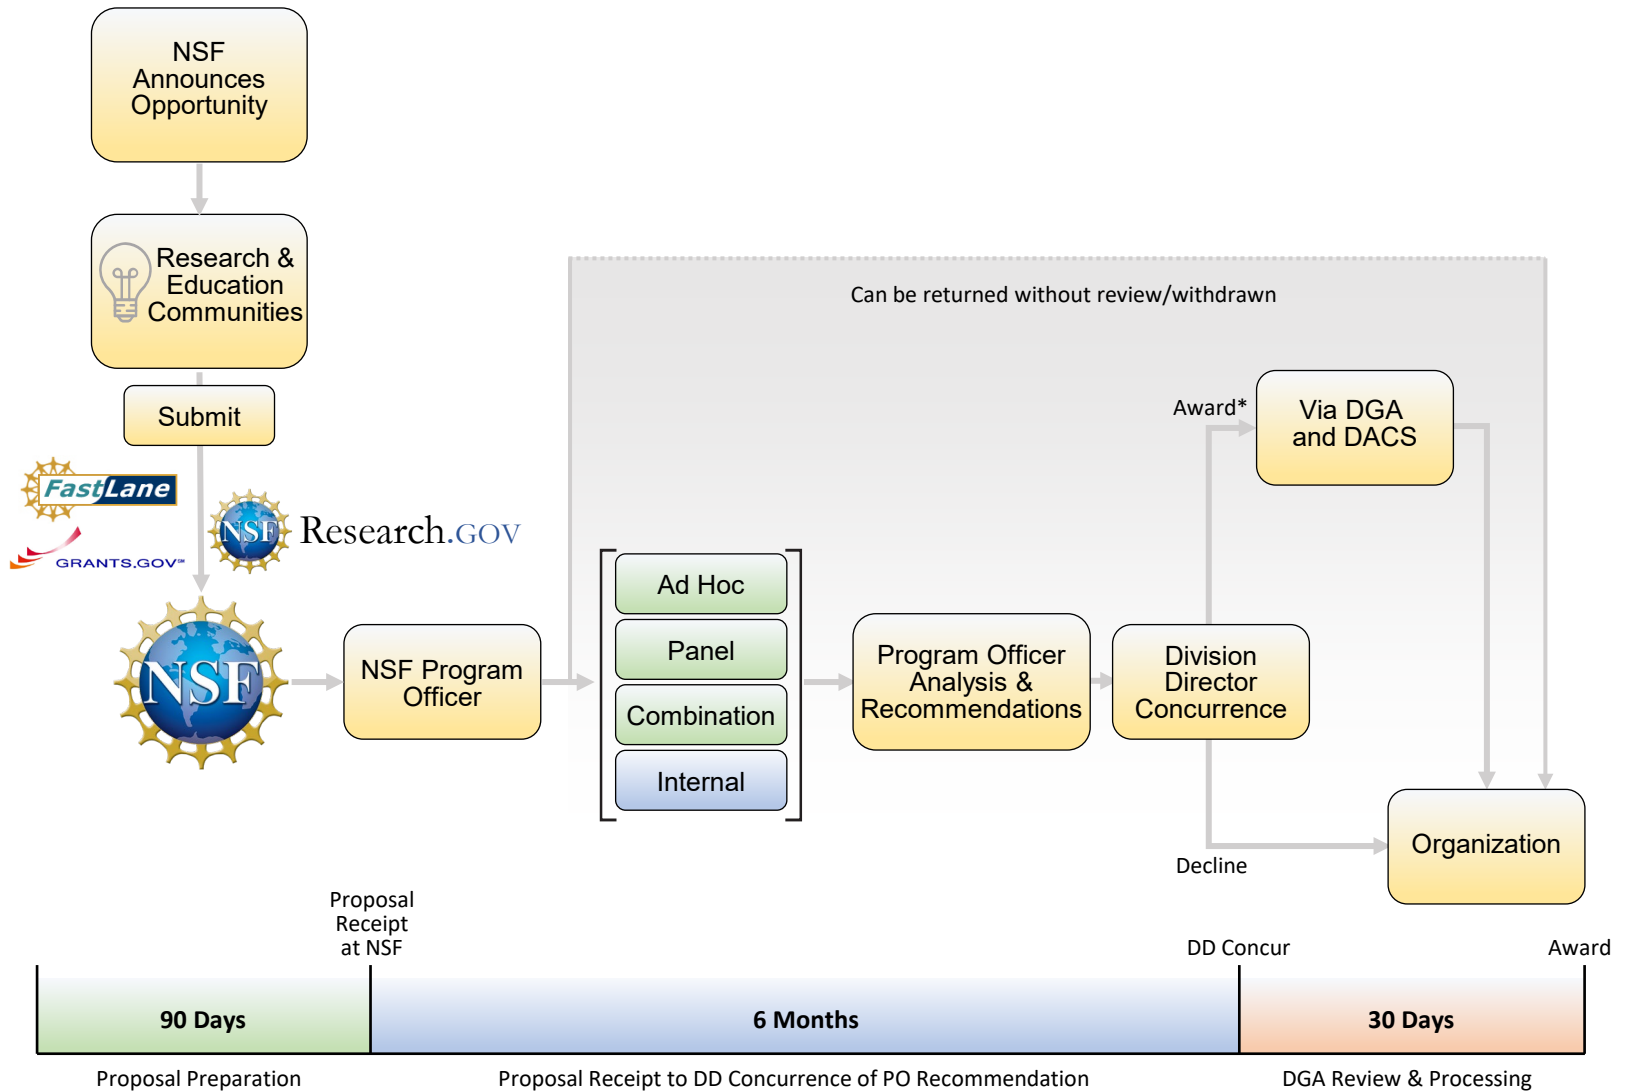 NSF
Announces
Opportunity
Research &
Education
Communities
Submit
FastLane
GRANTS.GOV℠
NSF
Research.GOV
NSF
NSF Program
Officer
Can be returned without review/withdrawn
Ad Hoc
Panel
Combination
Internal
Program Officer
Analysis &
Recommendations
Division
Director
Concurrence
Award*
Via DGA
and DACS
Decline
Organization
Proposal
Receipt
at NSF
DD Concur
Award
90 Days
6 Months
30 Days
Proposal Preparation
Proposal Receipt to DD Concurrence of PO Recommendation
DGA Review & Processing